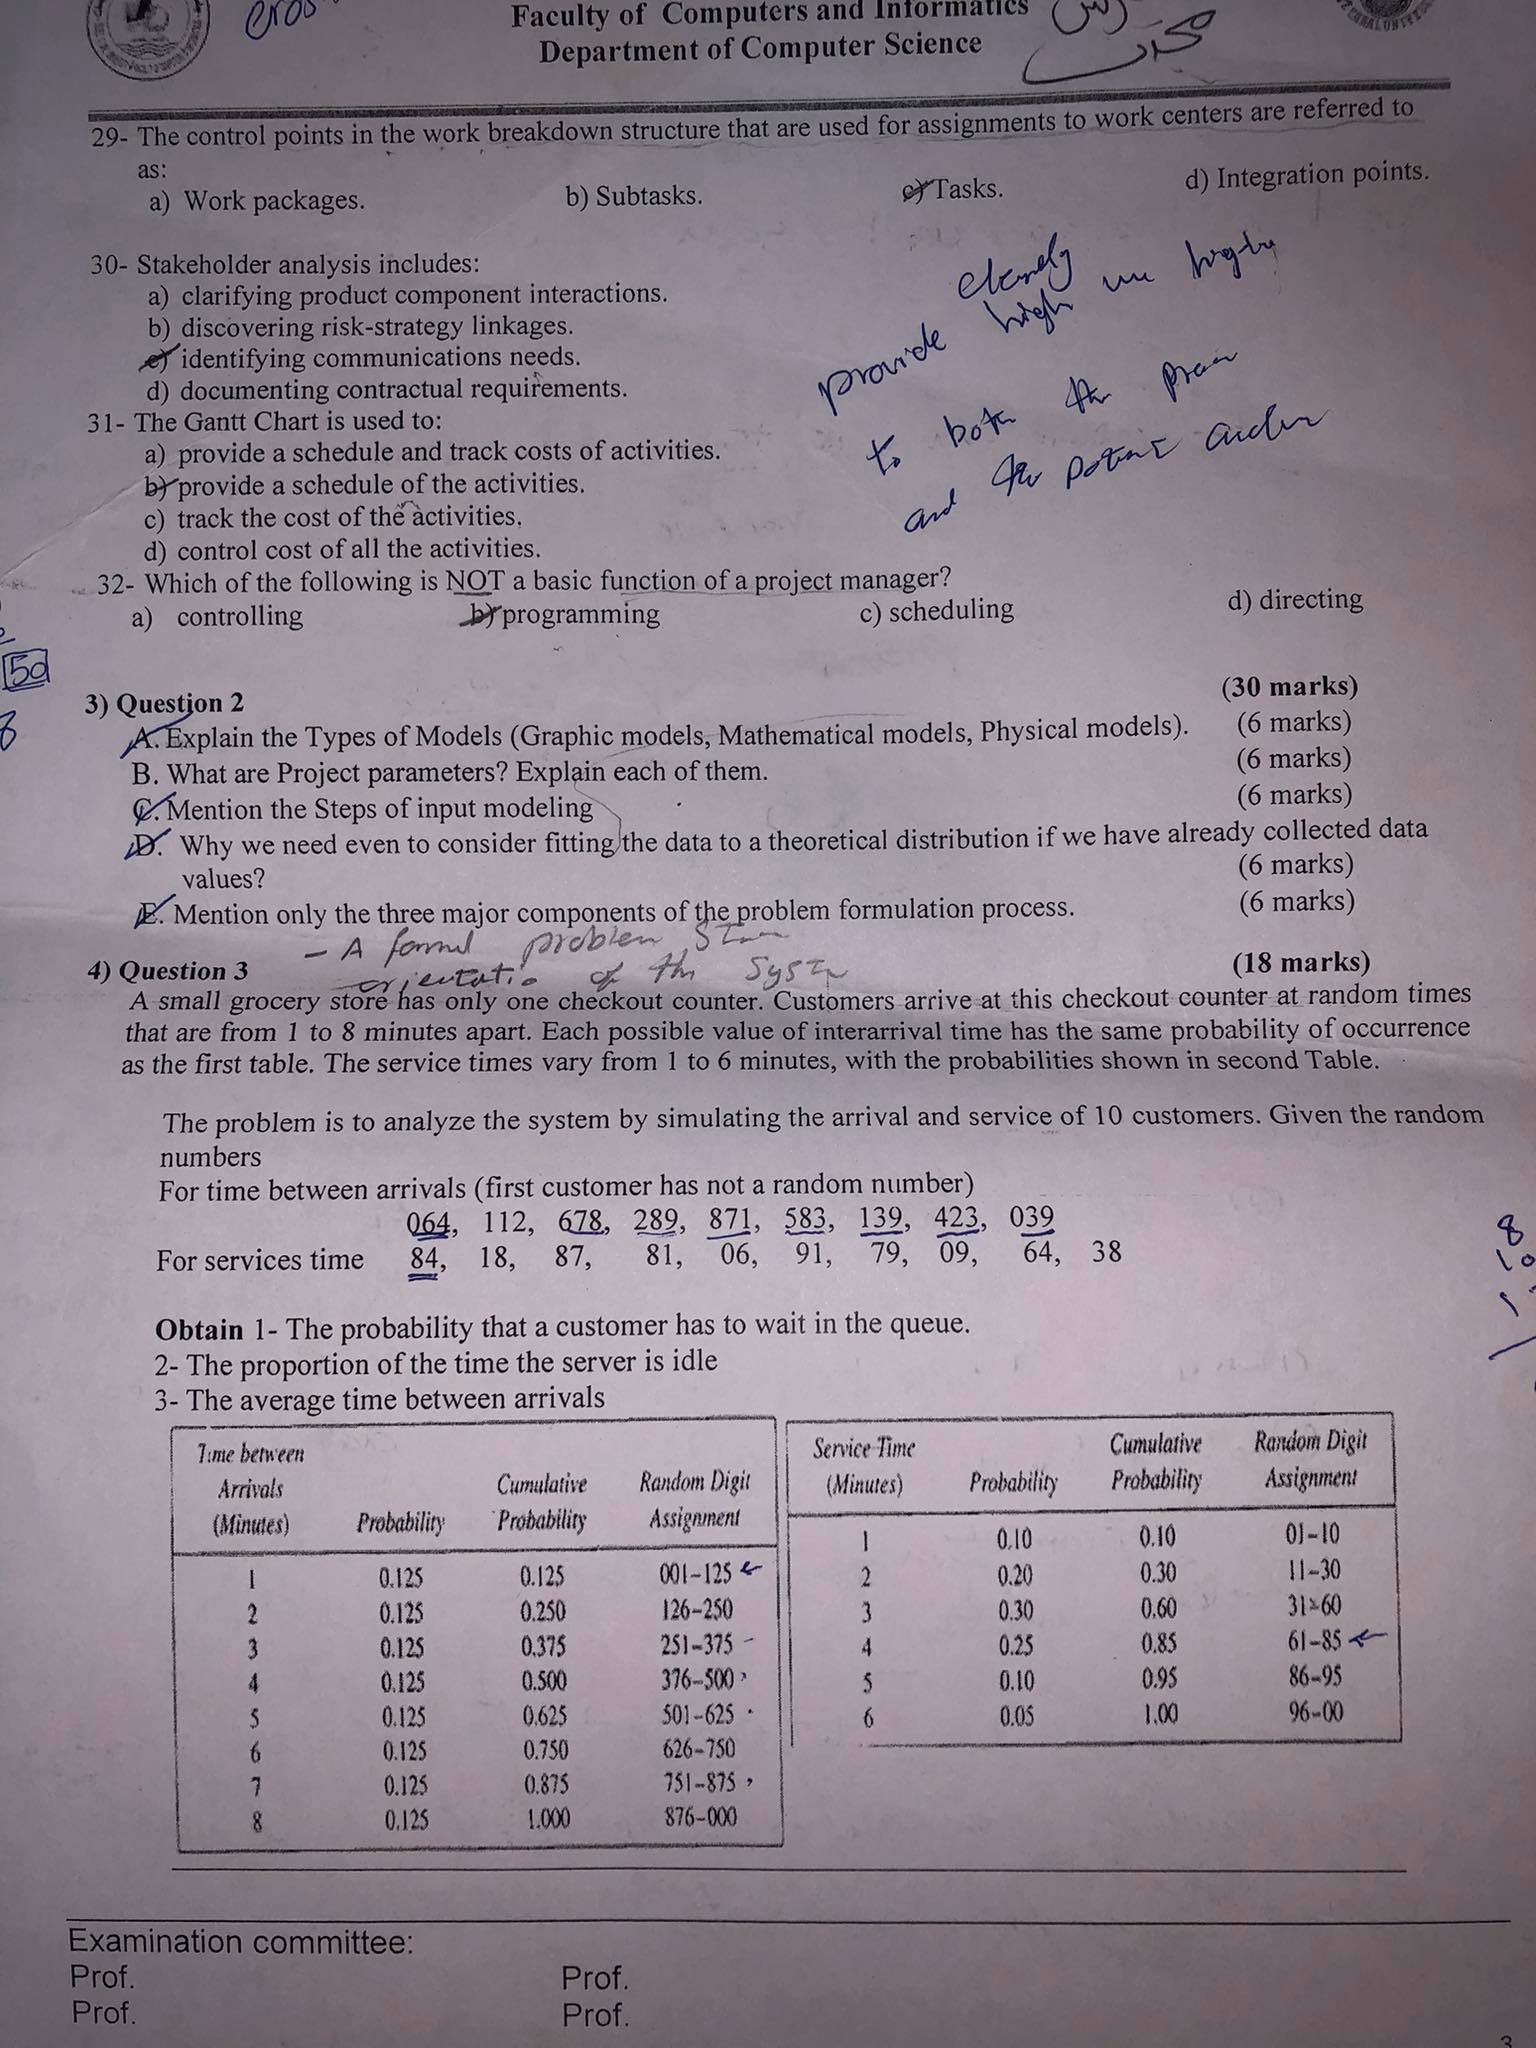 Faculty of Computers and Informatics
Department of Computer Science
29- The control points in the work breakdown structure that are used for assignments to work centers are referred to
as:
a) Work packages. b) Subtasks. c) Tasks. d) Integration points.
30- Stakeholder analysis includes:
a) clarifying product component interactions.
b) discovering risk-strategy linkages.
c) identifying communications needs.
d) documenting contractual requirements.
provide high
to both the
and the
31- The Gantt Chart is used to:
a) provide a schedule and track costs of activities.
b) provide a schedule of the activities.
c) track the cost of the activities.
d) control cost of all the activities.
32- Which of the following is NOT a basic function of a project manager?
a) controlling b) programming c) scheduling d) directing
50
3) Question 2 (30 marks)
A. Explain the Types of Models (Graphic models, Mathematical models, Physical models). (6 marks)
B. What are Project parameters? Explain each of them. (6 marks)
C. Mention the Steps of input modeling (6 marks)
D. Why we need even to consider fitting the data to a theoretical distribution if we have already collected data
values? (6 marks)
E. Mention only the three major components of the problem formulation process. (6 marks)
- A formal problem
of the
4) Question 3 (18 marks)
A small grocery store has only one checkout counter. Customers arrive at this checkout counter at random times
that are from 1 to 8 minutes apart. Each possible value of interarrival time has the same probability of occurrence
as the first table. The service times vary from 1 to 6 minutes, with the probabilities shown in second Table.
The problem is to analyze the system by simulating the arrival and service of 10 customers. Given the random
numbers
For time between arrivals (first customer has not a random number)
064, 112, 678, 289, 871, 583, 139, 423, 039
For services time 84, 18, 87, 81, 06, 91, 79, 09, 64, 38
Obtain 1- The probability that a customer has to wait in the queue.
2- The proportion of the time the server is idle
3- The average time between arrivals
Time between
Arrivals
(Minutes) Probability Cumulative Probability Random Digit Assignment
1 0.125 0.125 001-125
2 0.125 0.250 126-250
3 0.125 0.375 251-375
4 0.125 0.500 376-500
5 0.125 0.625 501-625
6 0.125 0.750 626-750
7 0.125 0.875 751-875
8 0.125 1.000 876-000
Service Time
(Minutes) Probability Cumulative Probability Random Digit Assignment
1 0.10 0.10 01-10
2 0.20 0.30 11-30
3 0.30 0.60 31-60
4 0.25 0.85 61-85
5 0.10 0.95 86-95
6 0.05 1.00 96-00
Examination committee:
Prof. Prof.
Prof. Prof.
3